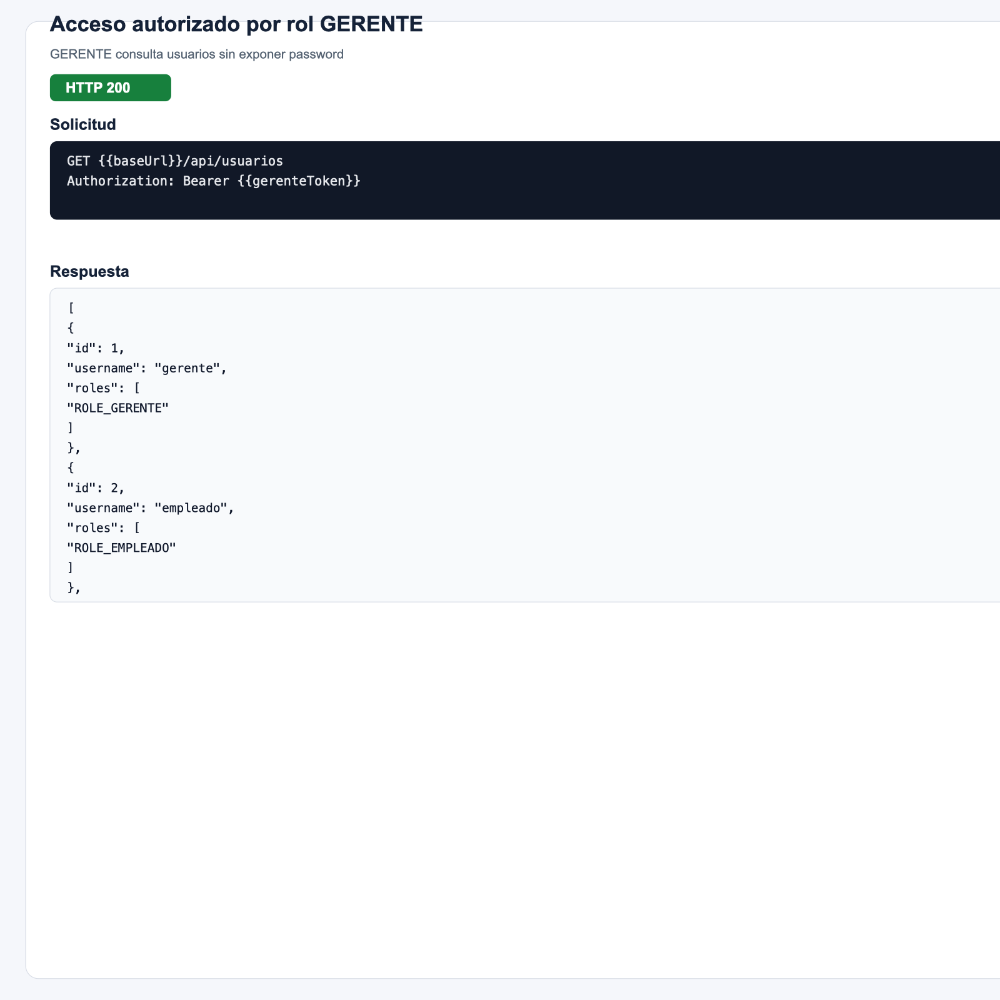 Acceso autorizado por rol GERENTE
GERENTE consulta usuarios sin exponer password
HTTP 200
Solicitud
GET {{baseUrl}}/api/usuarios
Authorization: Bearer {{gerenteToken}}
Respuesta
[
{
"id": 1,
"username": "gerente",
"roles": [
"ROLE_GERENTE"
]
},
{
"id": 2,
"username": "empleado",
"roles": [
"ROLE_EMPLEADO"
]
},